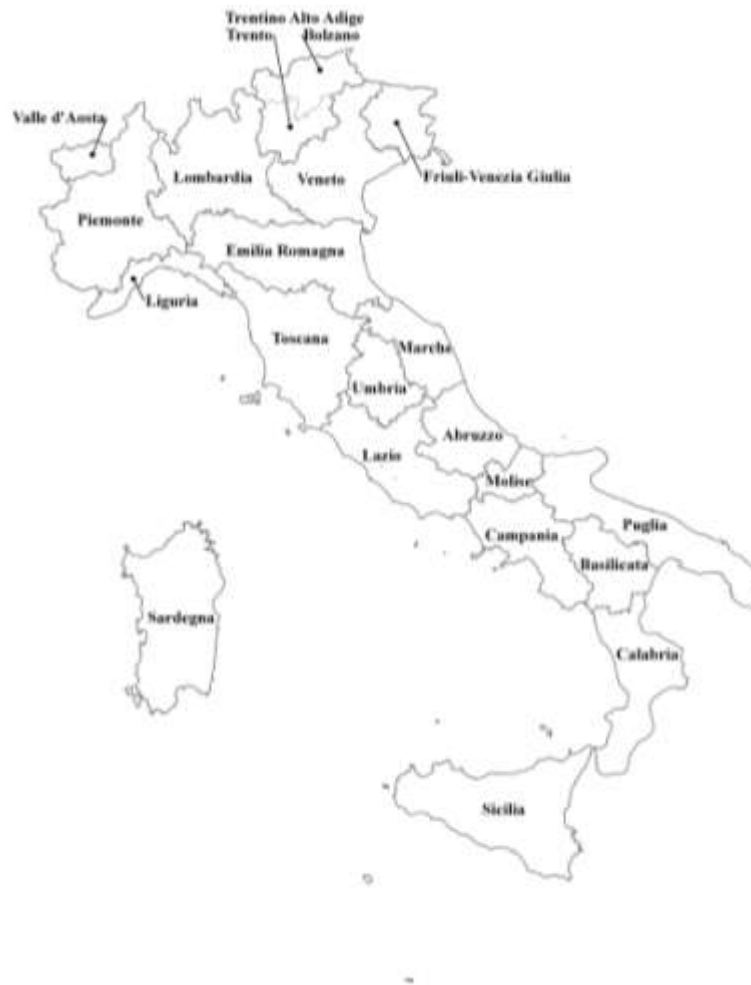 Trentino Alto Adige
Trento Bolzano
Valle d'Aosta
Lombardia
Veneto
Friuli-Venezia Giulia
Piemonte
Emilia Romagna
Liguria
Toscana
Marche
Umbria
Abruzzo
Lazio
Molise
Puglia
Campania
Basilicata
Sardegna
Calabria
Sicilia